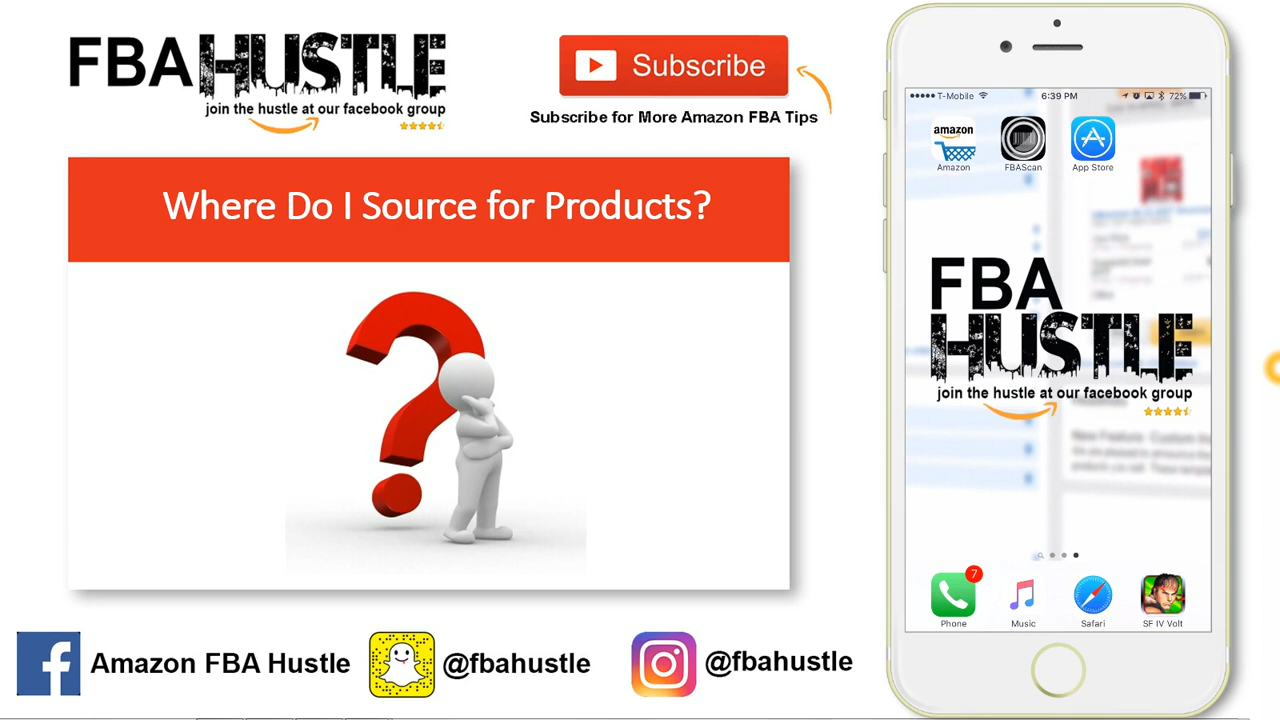 FBA HUSTLE
join the hustle at our facebook group
Subscribe
Subscribe for More Amazon FBA Tips
Where Do I Source for Products?
Amazon FBA Hustle
@fbahustle
@fbahustle
T-Mobile 6:39 PM 72%
amazon
Amazon FBAScan App Store
FBA
HUSTLE
join the hustle at our facebook group
7
Phone Music Safari SF IV Volt